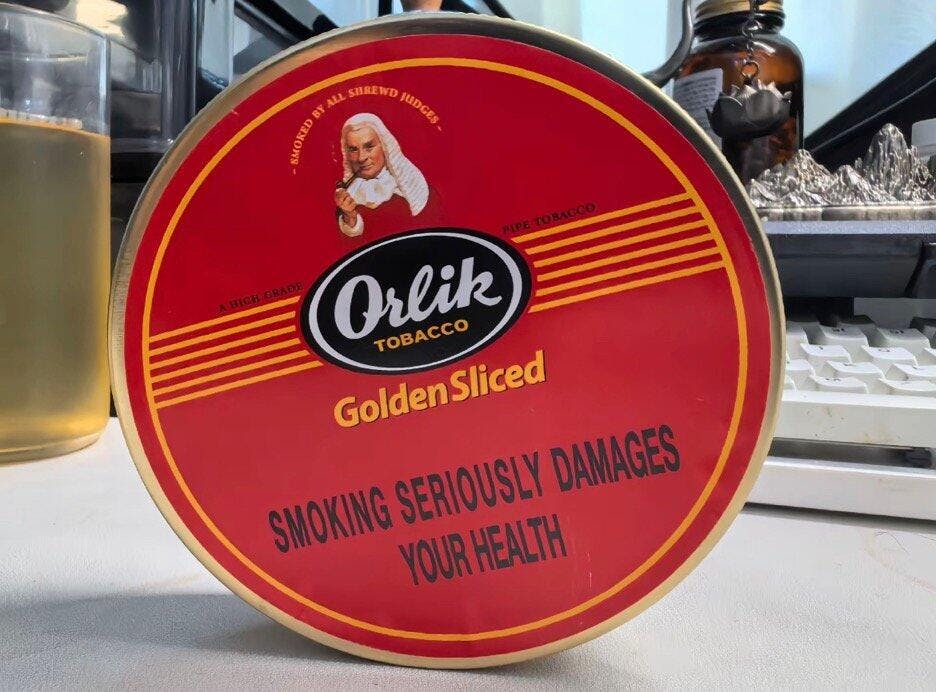 - SMOKED BY ALL SHREWD JUDGES -
A HIGH GRADE
PIPE TOBACCO
Orlik
TOBACCO
Golden Sliced
SMOKING SERIOUSLY DAMAGES
YOUR HEALTH